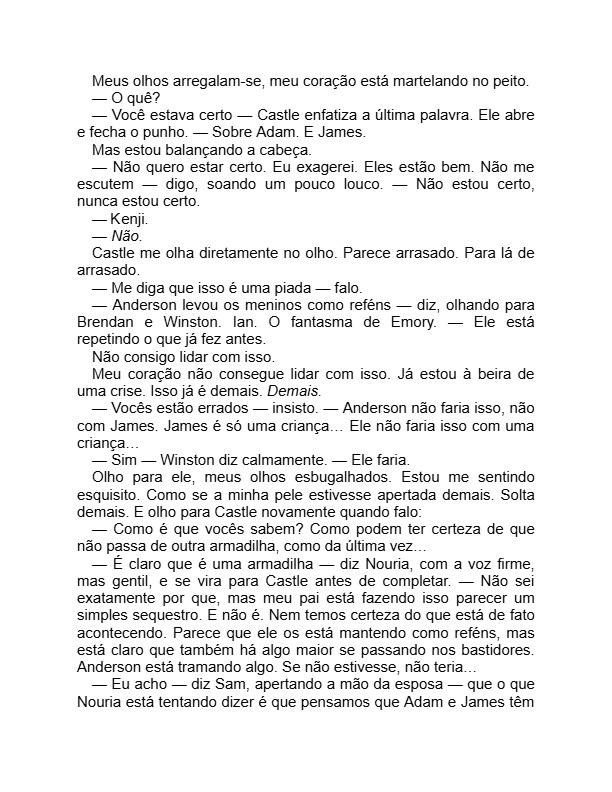 Meus olhos arregalam-se, meu coração está martelando no peito.
— O quê?
— Você estava certo — Castle enfatiza a última palavra. Ele abre
e fecha o punho. — Sobre Adam. E James.
Mas estou balançando a cabeça.
— Não quero estar certo. Eu exagerei. Eles estão bem. Não me
escutem — digo, soando um pouco louco. — Não estou certo,
nunca estou certo.
— Kenji.
— Não.
Castle me olha diretamente no olho. Parece arrasado. Para lá de
arrasado.
— Me diga que isso é uma piada — falo.
— Anderson levou os meninos como reféns — diz, olhando para
Brendan e Winston. Ian. O fantasma de Emory. — Ele está
repetindo o que já fez antes.
Não consigo lidar com isso.
Meu coração não consegue lidar com isso. Já estou à beira de
uma crise. Isso já é demais. Demais.
— Vocês estão errados — insisto. — Anderson não faria isso, não
com James. James é só uma criança… Ele não faria isso com uma
criança…
— Sim — Winston diz calmamente. — Ele faria.
Olho para ele, meus olhos esbugalhados. Estou me sentindo
esquisito. Como se a minha pele estivesse apertada demais. Solta
demais. E olho para Castle novamente quando falo:
— Como é que vocês sabem? Como podem ter certeza de que
não passa de outra armadilha, como da última vez…
— É claro que é uma armadilha — diz Nouria, com a voz firme,
mas gentil, e se vira para Castle antes de completar. — Não sei
exatamente por que, mas meu pai está fazendo isso parecer um
simples sequestro. E não é. Nem temos certeza do que está de fato
acontecendo. Parece que ele os está mantendo como reféns, mas
está claro que também há algo maior se passando nos bastidores.
Anderson está tramando algo. Se não estivesse, não teria…
— Eu acho — diz Sam, apertando a mão da esposa — que o que
Nouria está tentando dizer é que pensamos que Adam e James têm